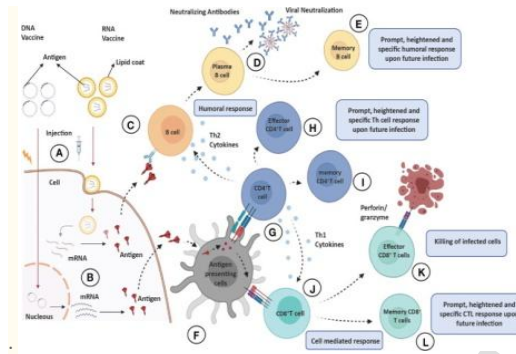 DNA
Vaccine
RNA
Vaccine
Antigen
Lipid coat
Injection
A
Cell
mRNA
Antigen
B
Nucleous
mRNA
Antigen
C
B cell
Humoral response
Th2
Cytokines
Neutralizing Antibodies
Viral Neutralization
Plasma
B cell
D
E
Memory
B cell
Prompt, heightened and
specific humoral response
upon future infection
Effector
CD4+T cell
H
Prompt, heightened and
specific Th cell response
upon future infection
CD4+T
cell
G
memory
CD4+T cell
I
Th1
Cytokines
Antigen
presenting
cells
F
J
CD8+T cell
Cell mediated response
Perforin/
granzyme
Effector
CD8+ T
cells
K
Killing of infected cells
Memory CD8+
T cells
L
Prompt, heightened and
specific CTL response upon
future infection